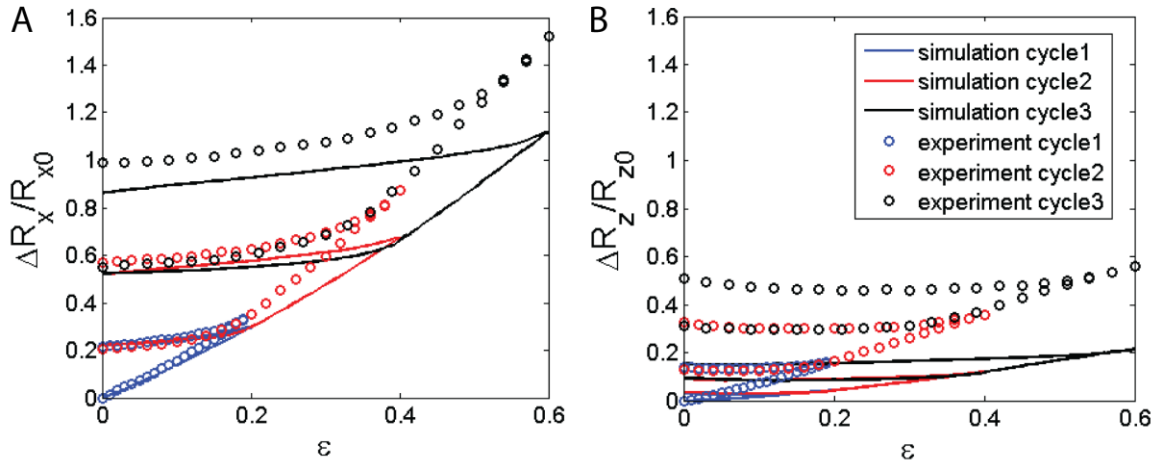 A
B
1.6
1.4
1.2
1
0.8
0.6
0.4
0.2
0
0
0.2
0.4
0.6
ΔRx/Rx0
ε
1.6
1.4
1.2
1
0.8
0.6
0.4
0.2
0
0
0.2
0.4
0.6
ΔRz/Rz0
ε
simulation cycle1
simulation cycle2
simulation cycle3
experiment cycle1
experiment cycle2
experiment cycle3